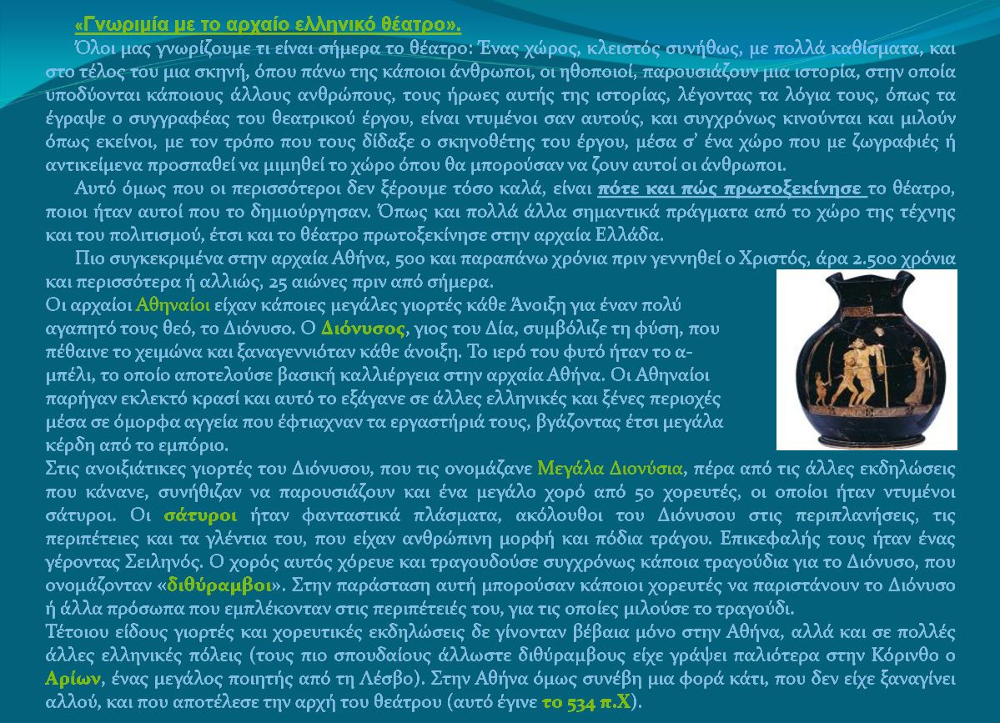 «Γνωριμία με το αρχαίο ελληνικό θέατρο».
Όλοι μας γνωρίζουμε τι είναι σήμερα το θέατρο: Ένας χώρος, κλειστός συνήθως, με πολλά καθίσματα, και
στο τέλος του μια σκηνή, όπου πάνω της κάποιοι άνθρωποι, οι ηθοποιοί, παρουσιάζουν μια ιστορία, στην οποία
υποδύονται κάποιους άλλους ανθρώπους, τους ήρωες αυτής της ιστορίας, λέγοντας τα λόγια τους, όπως τα
έγραψε ο συγγραφέας του θεατρικού έργου, είναι ντυμένοι σαν αυτούς, και συγχρόνως κινούνται και μιλούν
όπως εκείνοι, με τον τρόπο που τους δίδαξε ο σκηνοθέτης του έργου, μέσα σ’ ένα χώρο που με ζωγραφιές ή
αντικείμενα προσπαθεί να μιμηθεί το χώρο όπου θα μπορούσαν να ζουν αυτοί οι άνθρωποι.
Αυτό όμως που οι περισσότεροι δεν ξέρουμε τόσο καλά, είναι πότε και πώς πρωτοξεκίνησε το θέατρο,
ποιοι ήταν αυτοί που το δημιούργησαν. Όπως και πολλά άλλα σημαντικά πράγματα από το χώρο της τέχνης
και του πολιτισμού, έτσι και το θέατρο πρωτοξεκίνησε στην αρχαία Ελλάδα.
Πιο συγκεκριμένα στην αρχαία Αθήνα, 500 και παραπάνω χρόνια πριν γεννηθεί ο Χριστός, άρα 2.500 χρόνια
και περισσότερα ή αλλιώς, 25 αιώνες πριν από σήμερα.
Οι αρχαίοι Αθηναίοι είχαν κάποιες μεγάλες γιορτές κάθε Άνοιξη για έναν πολύ
αγαπητό τους θεό, το Διόνυσο. Ο Διόνυσος, γιος του Δία, συμβόλιζε τη φύση, που
πέθαινε το χειμώνα και ξαναγεννιόταν κάθε άνοιξη. Το ιερό του φυτό ήταν το α-
μπέλι, το οποίο αποτελούσε βασική καλλιέργεια στην αρχαία Αθήνα. Οι Αθηναίοι
παρήγαν εκλεκτό κρασί και αυτό το εξάγανε σε άλλες ελληνικές και ξένες περιοχές
μέσα σε όμορφα αγγεία που έφτιαχναν τα εργαστήριά τους, βγάζοντας έτσι μεγάλα
κέρδη από το εμπόριο.
Στις ανοιξιάτικες γιορτές του Διόνυσου, που τις ονομάζανε Μεγάλα Διονύσια, πέρα από τις άλλες εκδηλώσεις
που κάνανε, συνήθιζαν να παρουσιάζουν και ένα μεγάλο χορό από 50 χορευτές, οι οποίοι ήταν ντυμένοι
σάτυροι. Οι σάτυροι ήταν φανταστικά πλάσματα, ακόλουθοι του Διόνυσου στις περιπλανήσεις, τις
περιπέτειες και τα γλέντια του, που είχαν ανθρώπινη μορφή και πόδια τράγου. Επικεφαλής τους ήταν ένας
γέροντας Σειληνός. Ο χορός αυτός χόρευε και τραγουδούσε συγχρόνως κάποια τραγούδια για το Διόνυσο, που
ονομάζονταν «διθύραμβοι». Στην παράσταση αυτή μπορούσαν κάποιοι χορευτές να παριστάνουν το Διόνυσο
ή άλλα πρόσωπα που εμπλέκονταν στις περιπέτειές του, για τις οποίες μιλούσε το τραγούδι.
Τέτοιου είδους γιορτές και χορευτικές εκδηλώσεις δε γίνονταν βέβαια μόνο στην Αθήνα, αλλά και σε πολλές
άλλες ελληνικές πόλεις (τους πιο σπουδαίους άλλωστε διθύραμβους είχε γράψει παλιότερα στην Κόρινθο ο
Αρίων, ένας μεγάλος ποιητής από τη Λέσβο). Στην Αθήνα όμως συνέβη μια φορά κάτι, που δεν είχε ξαναγίνει
αλλού, και που αποτέλεσε την αρχή του θεάτρου (αυτό έγινε το 534 π.Χ).